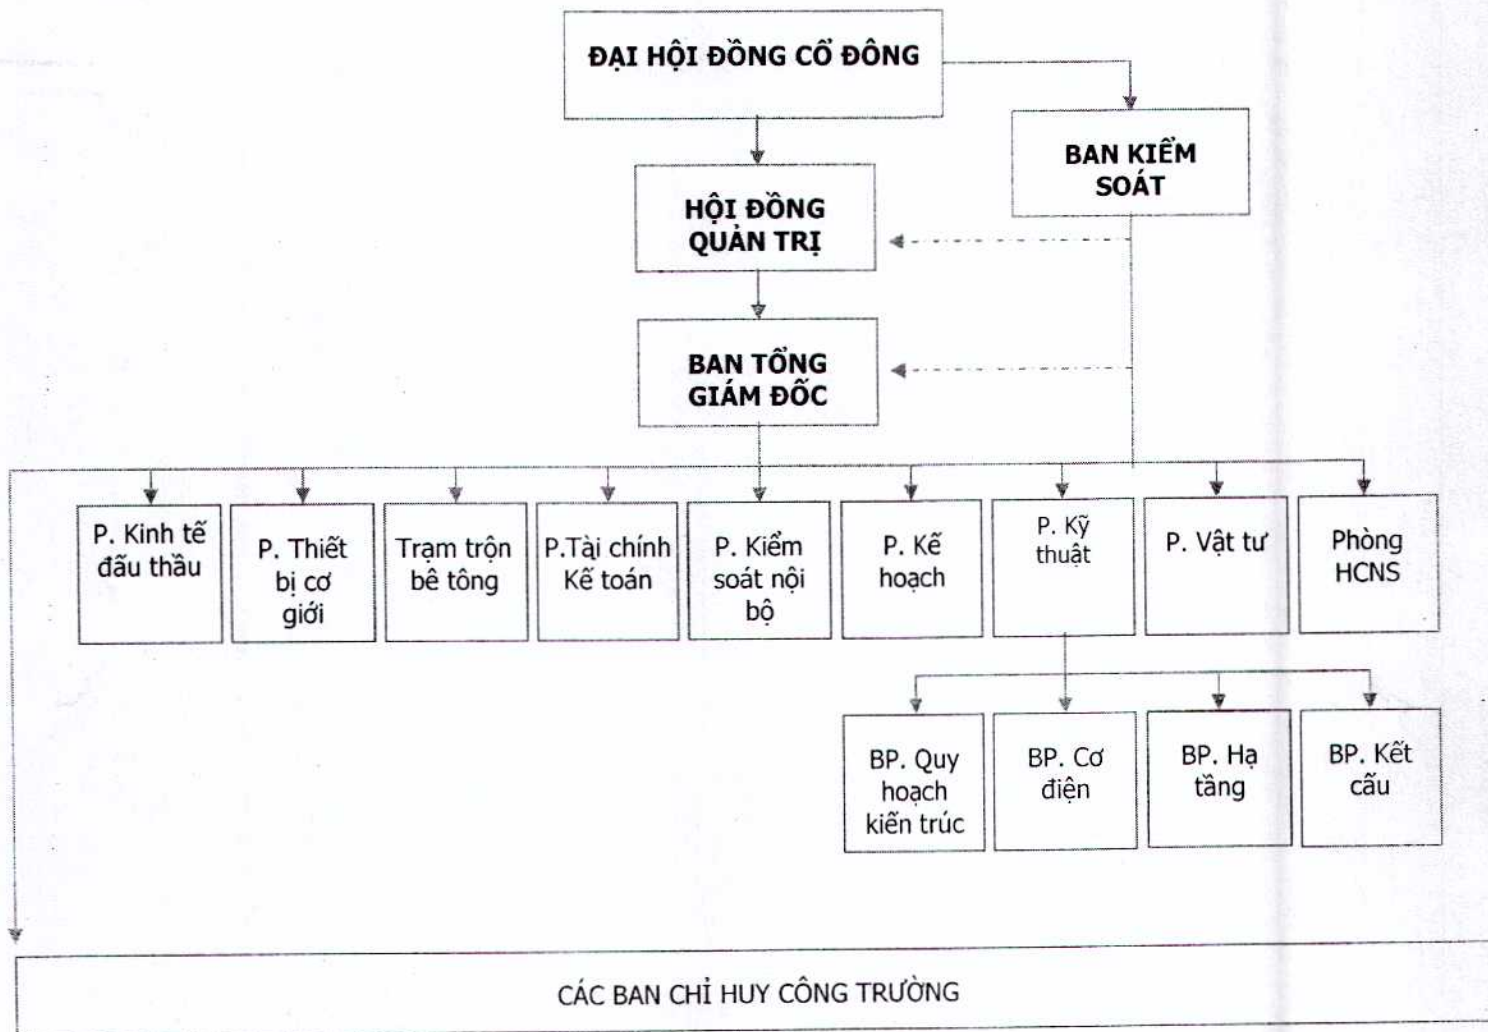 ĐẠI HỘI ĐỒNG CỔ ĐÔNG
BAN KIỂM
SOÁT
HỘI ĐỒNG
QUẢN TRỊ
BAN TỔNG
GIÁM ĐỐC
P. Kinh tế
đấu thầu
P. Thiết
bị cơ
giới
Trạm trộn
bê tông
P.Tài chính
Kế toán
P. Kiểm
soát nội
bộ
P. Kế
hoạch
P. Kỹ
thuật
P. Vật tư
Phòng
HCNS
BP. Quy
hoạch
kiến trúc
BP. Cơ
điện
BP. Hạ
tầng
BP. Kết
cấu
CÁC BAN CHỈ HUY CÔNG TRƯỜNG